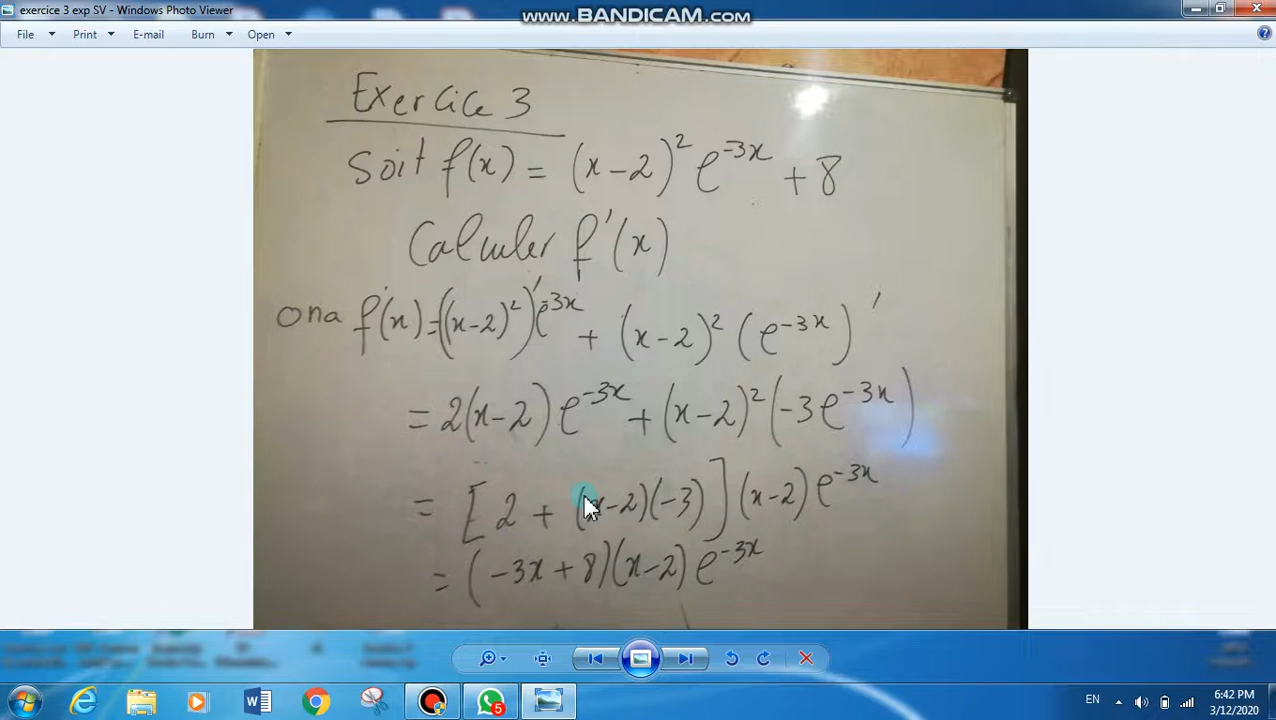 exercice 3 exp SV - Windows Photo Viewer
www.BANDICAM.com
File Print E-mail Burn Open
Exercice 3
Soit f(x) = (x-2)² e^-3x + 8
Calculer f'(x)
ona f'(x) = ((x-2)²)' e^-3x + (x-2)² (e^-3x)'
= 2(x-2) e^-3x + (x-2)² (-3e^-3x)
= [2 + (x-2)(-3)] (x-2) e^-3x
= (-3x + 8)(x-2) e^-3x
5
EN
6:42 PM
3/12/2020